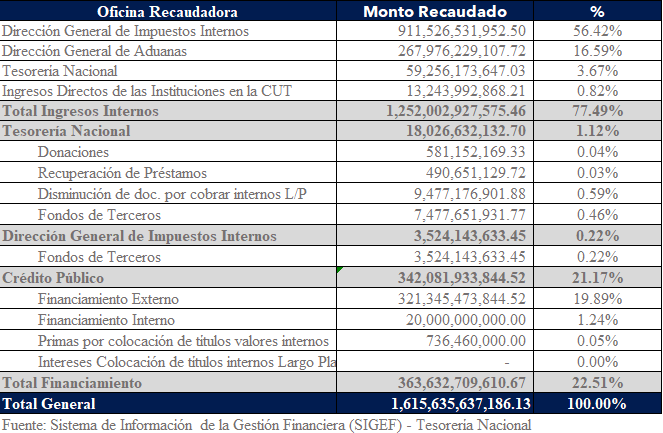 Oficina Recaudadora Monto Recaudado %
Dirección General de Impuestos Internos 911,526,531,952.50 56.42%
Dirección General de Aduanas 267,976,229,107.72 16.59%
Tesorería Nacional 59,256,173,647.03 3.67%
Ingresos Directos de las Instituciones en la CUT 13,243,992,868.21 0.82%
Total Ingresos Internos 1,252,002,927,575.46 77.49%
Tesorería Nacional 18,026,632,132.70 1.12%
Donaciones 581,152,169.33 0.04%
Recuperación de Préstamos 490,651,129.72 0.03%
Disminución de doc. por cobrar internos L/P 9,477,176,901.88 0.59%
Fondos de Terceros 7,477,651,931.77 0.46%
Dirección General de Impuestos Internos 3,524,143,633.45 0.22%
Fondos de Terceros 3,524,143,633.45 0.22%
Crédito Público 342,081,933,844.52 21.17%
Financiamiento Externo 321,345,473,844.52 19.89%
Financiamiento Interno 20,000,000,000.00 1.24%
Primas por colocación de titulos valores internos 736,460,000.00 0.05%
Intereses Colocación de titulos internos Largo Pla - 0.00%
Total Financiamiento 363,632,709,610.67 22.51%
Total General 1,615,635,637,186.13 100.00%
Fuente: Sistema de Información de la Gestión Financiera (SIGEF) - Tesorería Nacional